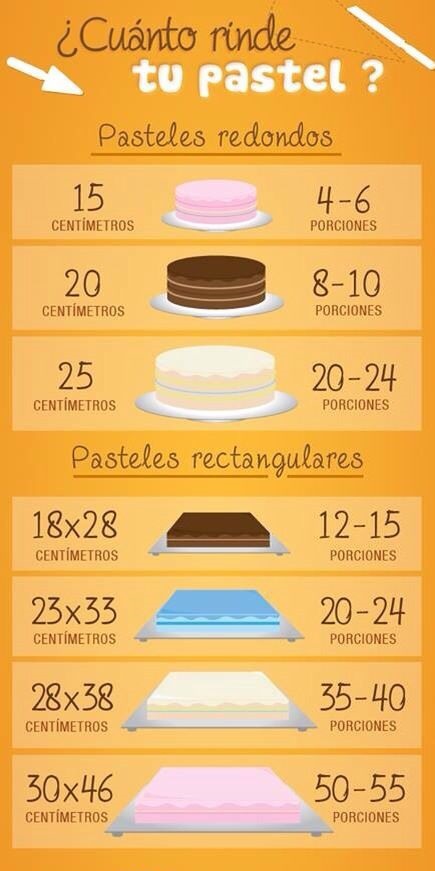 ¿Cuánto rinde
tu pastel ?
Pasteles redondos
15 4-6
CENTÍMETROS PORCIONES
20 8-10
CENTÍMETROS PORCIONES
25 20-24
CENTÍMETROS PORCIONES
Pasteles rectangulares
18x28 12-15
CENTÍMETROS PORCIONES
23x33 20-24
CENTÍMETROS PORCIONES
28x38 35-40
CENTÍMETROS PORCIONES
30x46 50-55
CENTÍMETROS PORCIONES